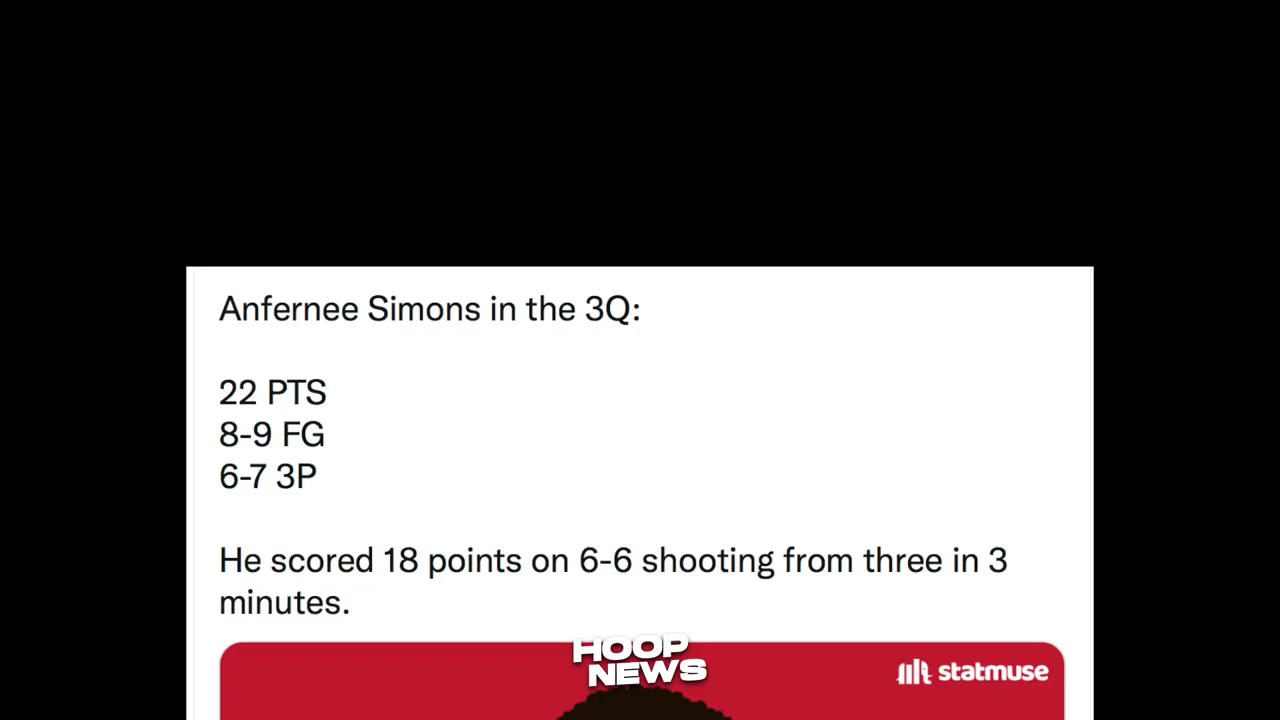 Anfernee Simons in the 3Q:
22 PTS
8-9 FG
6-7 3P
He scored 18 points on 6-6 shooting from three in 3
minutes.
HOOP
NEWS
statmuse